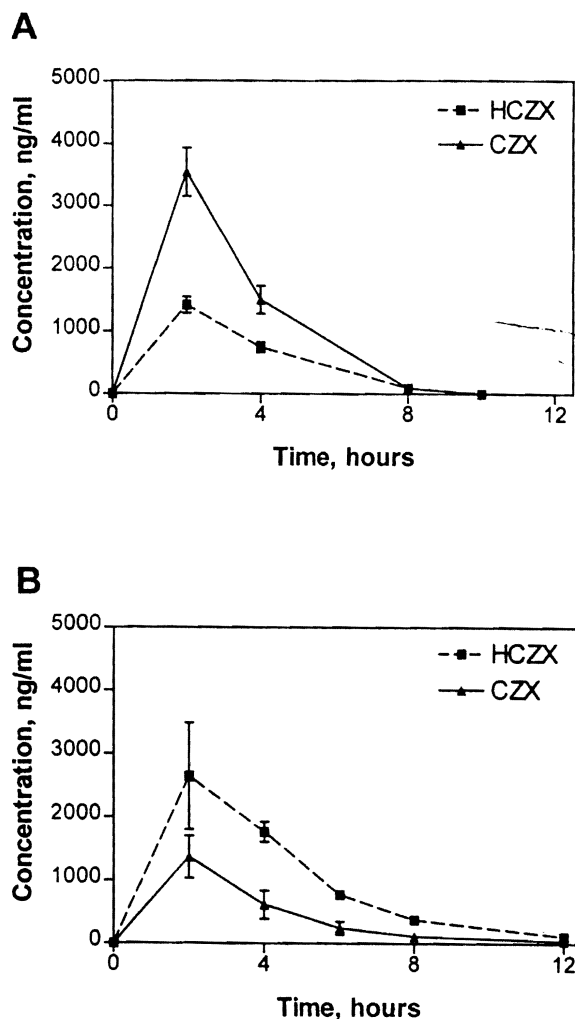 A
5000
4000
3000
2000
1000
0
Concentration, ng/ml
HCZX
CZX
0 4 8 12
Time, hours
B
5000
4000
3000
2000
1000
0
Concentration, ng/ml
HCZX
CZX
0 4 8 12
Time, hours